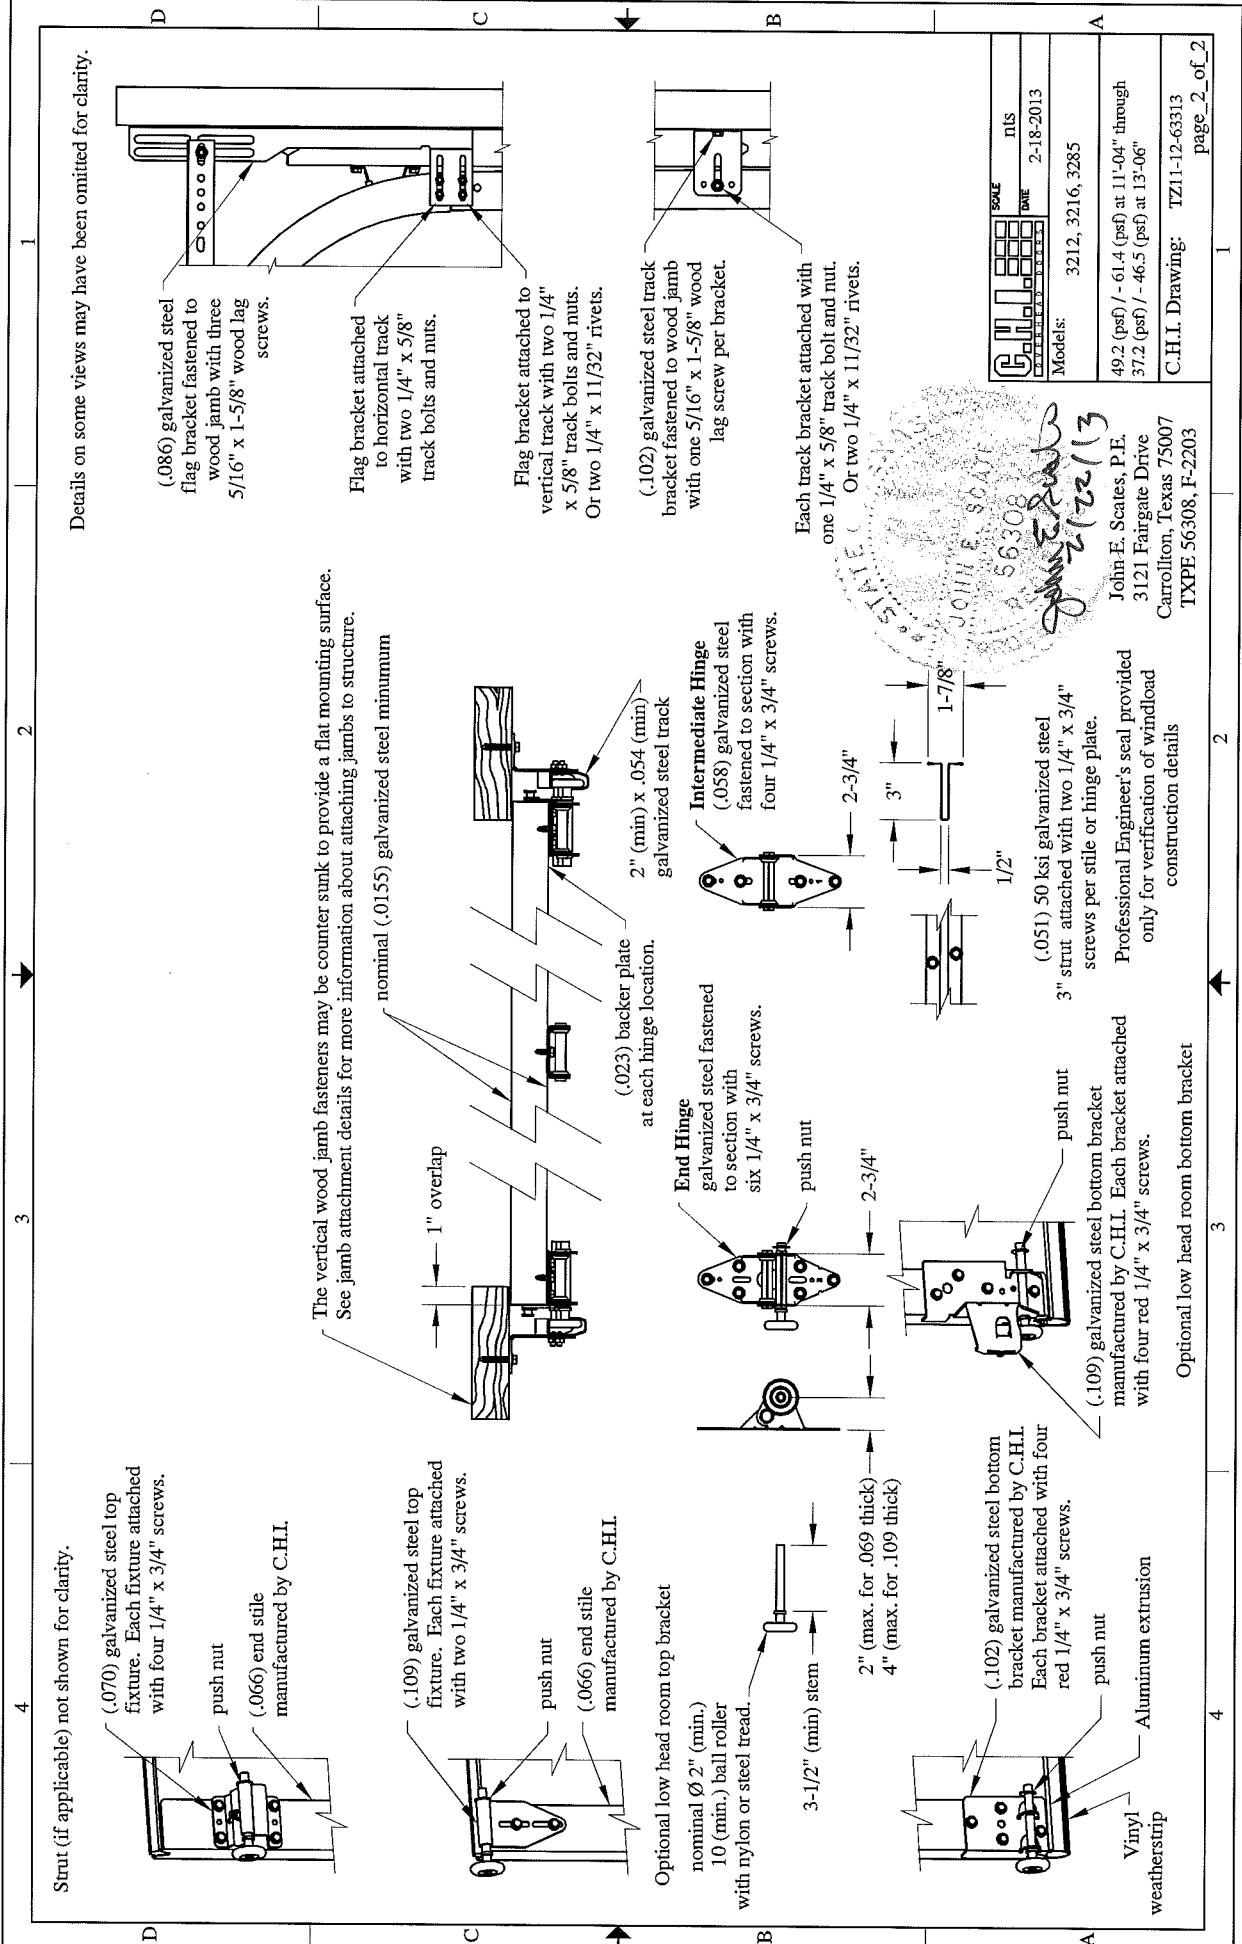 4
3
2
1
D
C
B
A
Strut (if applicable) not shown for clarity.
(.070) galvanized steel top
fixture. Each fixture attached
with four 1/4" x 3/4" screws.
push nut
(.066) end stile
manufactured by C.H.I.
(.109) galvanized steel top
fixture. Each fixture attached
with two 1/4" x 3/4" screws.
push nut
(.066) end stile
manufactured by C.H.I.
Optional low head room top bracket
nominal Ø 2" (min.)
10 (min.) ball roller
with nylon or steel tread.
3-1/2" (min) stem
2" (max. for .069 thick)
4" (max. for .109 thick)
(.102) galvanized steel bottom
bracket manufactured by C.H.I.
Each bracket attached with four
red 1/4" x 3/4" screws.
push nut
Aluminum extrusion
Vinyl
weatherstrip
The vertical wood jamb fasteners may be counter sunk to provide a flat mounting surface.
See jamb attachment details for more information about attaching jambs to structure.
nominal (.0155) galvanized steel minumum
1" overlap
(.023) backer plate
at each hinge location.
2" (min) x .054 (min)
galvanized steel track
End Hinge
galvanized steel fastened
to section with
six 1/4" x 3/4" screws.
push nut
2-3/4"
Intermediate Hinge
(.058) galvanized steel
fastened to section with
four 1/4" x 3/4" screws.
2-3/4"
push nut
(.109) galvanized steel bottom bracket
manufactured by C.H.I. Each bracket attached
with four red 1/4" x 3/4" screws.
Optional low head room bottom bracket
3"
1-7/8"
1/2"
(.051) 50 ksi galvanized steel
3" strut attached with two 1/4" x 3/4"
screws per stile or hinge plate.
Professional Engineer's seal provided
only for verification of windload
construction details
Details on some views may have been omitted for clarity.
(.086) galvanized steel
flag bracket fastened to
wood jamb with three
5/16" x 1-5/8" wood lag
screws.
Flag bracket attached
to horizontal track
with two 1/4" x 5/8"
track bolts and nuts.
Flag bracket attached to
vertical track with two 1/4"
x 5/8" track bolts and nuts.
Or two 1/4" x 11/32" rivets.
(.102) galvanized steel track
bracket fastened to wood jamb
with one 5/16" x 1-5/8" wood
lag screw per bracket.
Each track bracket attached with
one 1/4" x 5/8" track bolt and nut.
Or two 1/4" x 11/32" rivets.
STATE
JOHN E. SCATE
56308
2/22/13
John E. Scates, P.E.
3121 Fairgate Drive
Carrollton, Texas 75007
TXPE 56308, F-2203
C.H.I.
OVERHEAD DOORS
SCALE nts
DATE 2-18-2013
Models: 3212, 3216, 3285
49.2 (psf) / - 61.4 (psf) at 11'-04" through
37.2 (psf) / - 46.5 (psf) at 13'-06"
C.H.I. Drawing: TZ11-12-63313
page_2_of_2
D
C
B
A
4
3
2
1